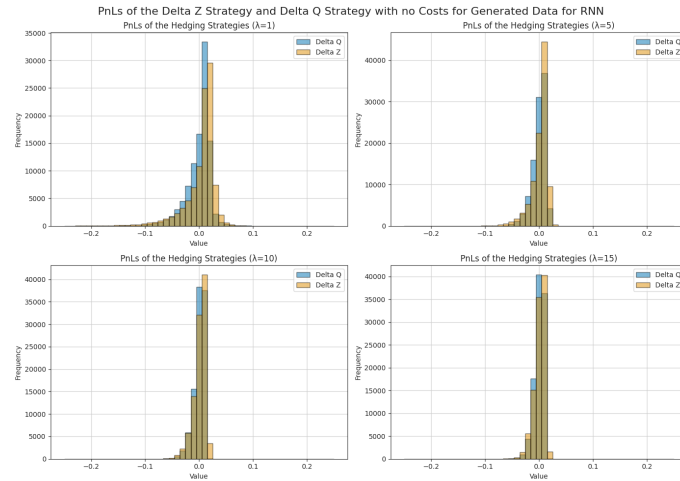 PnLs of the Delta Z Strategy and Delta Q Strategy with no Costs for Generated Data for RNN
PnLs of the Hedging Strategies (λ=1)
35000
30000
25000
20000
15000
10000
5000
0
Frequency
−0.2
−0.1
0.0
0.1
0.2
Value
Delta Q
Delta Z
PnLs of the Hedging Strategies (λ=5)
40000
30000
20000
10000
0
Frequency
−0.2
−0.1
0.0
0.1
0.2
Value
Delta Q
Delta Z
PnLs of the Hedging Strategies (λ=10)
40000
35000
30000
25000
20000
15000
10000
5000
0
Frequency
−0.2
−0.1
0.0
0.1
0.2
Value
Delta Q
Delta Z
PnLs of the Hedging Strategies (λ=15)
40000
35000
30000
25000
20000
15000
10000
5000
0
Frequency
−0.2
−0.1
0.0
0.1
0.2
Value
Delta Q
Delta Z